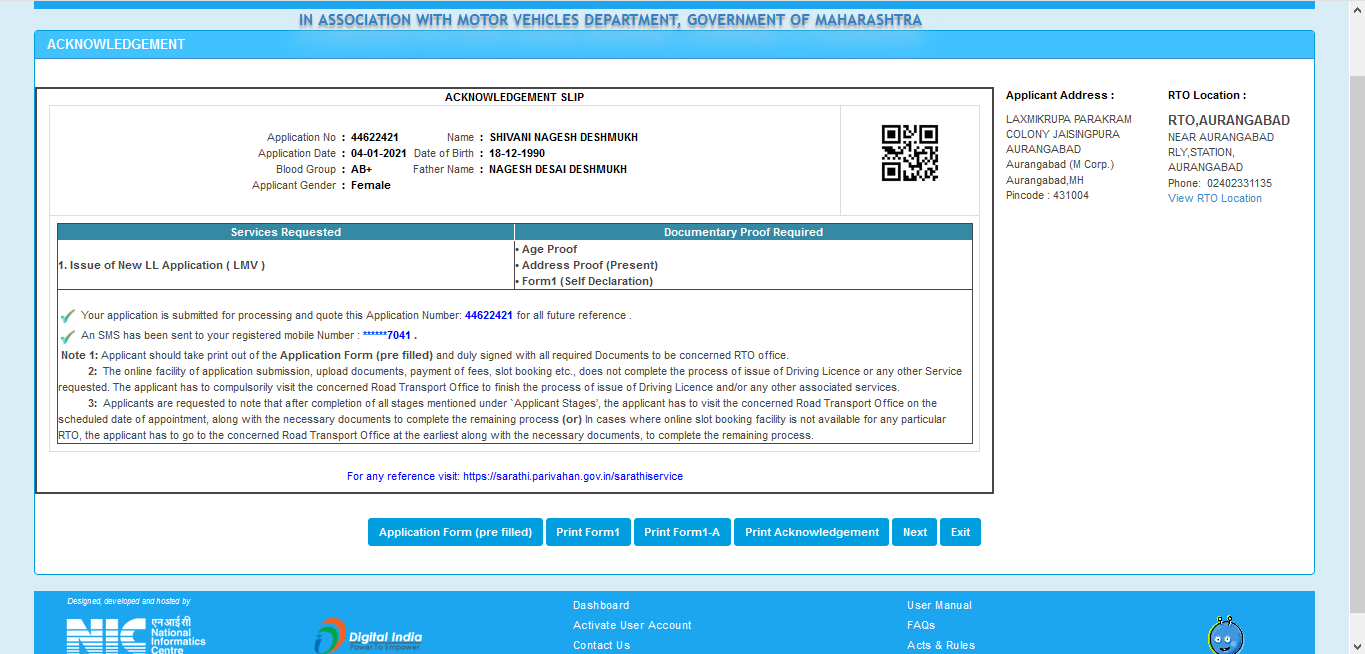 IN ASSOCIATION WITH MOTOR VEHICLES DEPARTMENT, GOVERNMENT OF MAHARASHTRA
ACKNOWLEDGEMENT
ACKNOWLEDGEMENT SLIP
Application No : 44622421 Name : SHIVANI NAGESH DESHMUKH
Application Date : 04-01-2021 Date of Birth : 18-12-1990
Blood Group : AB+ Father Name : NAGESH DESAI DESHMUKH
Applicant Gender : Female
Applicant Address :
LAXMIKRUPA PARAKRAM
COLONY JAISINGPURA
AURANGABAD
Aurangabad (M Corp.)
Aurangabad,MH
Pincode : 431004
RTO Location :
RTO,AURANGABAD
NEAR AURANGABAD
RLY,STATION,
AURANGABAD
Phone: 02402331135
View RTO Location
Services Requested Documentary Proof Required
1. Issue of New LL Application ( LMV )
• Age Proof
• Address Proof (Present)
• Form1 (Self Declaration)
Your application is submitted for processing and quote this Application Number: 44622421 for all future reference .
An SMS has been sent to your registered mobile Number : ******7041 .
Note 1: Applicant should take print out of the Application Form (pre filled) and duly signed with all required Documents to be concerned RTO office.
2: The online facility of application submission, upload documents, payment of fees, slot booking etc., does not complete the process of issue of Driving Licence or any other Service
requested. The applicant has to compulsorily visit the concerned Road Transport Office to finish the process of issue of Driving Licence and/or any other associated services.
3: Applicants are requested to note that after completion of all stages mentioned under `Applicant Stages', the applicant has to visit the concerned Road Transport Office on the
scheduled date of appointment, along with the necessary documents to complete the remaining process (or) In cases where online slot booking facility is not available for any particular
RTO, the applicant has to go to the concerned Road Transport Office at the earliest along with the necessary documents, to complete the remaining process.
For any reference visit: https://sarathi.parivahan.gov.in/sarathiservice
Application Form (pre filled) Print Form1 Print Form1-A Print Acknowledgement Next Exit
Designed, developed and hosted by
NIC
एनआईसी
National
Informatics
Centre
Digital India
Power To Empower
Dashboard
Activate User Account
Contact Us
User Manual
FAQs
Acts & Rules